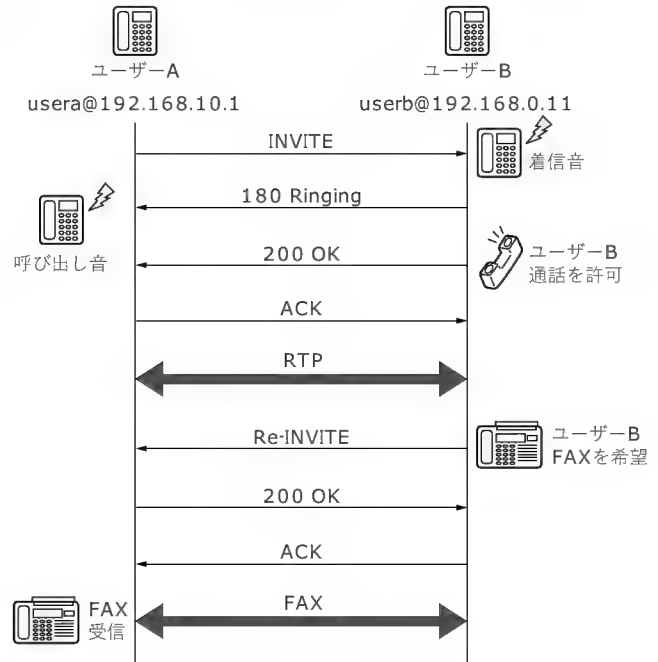 ユーザーA
ユーザーB
usera@192.168.10.1
userb@192.168.0.11
INVITE
着信音
180 Ringing
呼び出し音
200 OK
ユーザーB
通話を許可
ACK
RTP
Re-INVITE
ユーザーB
FAXを希望
200 OK
ACK
FAX
受信
FAX